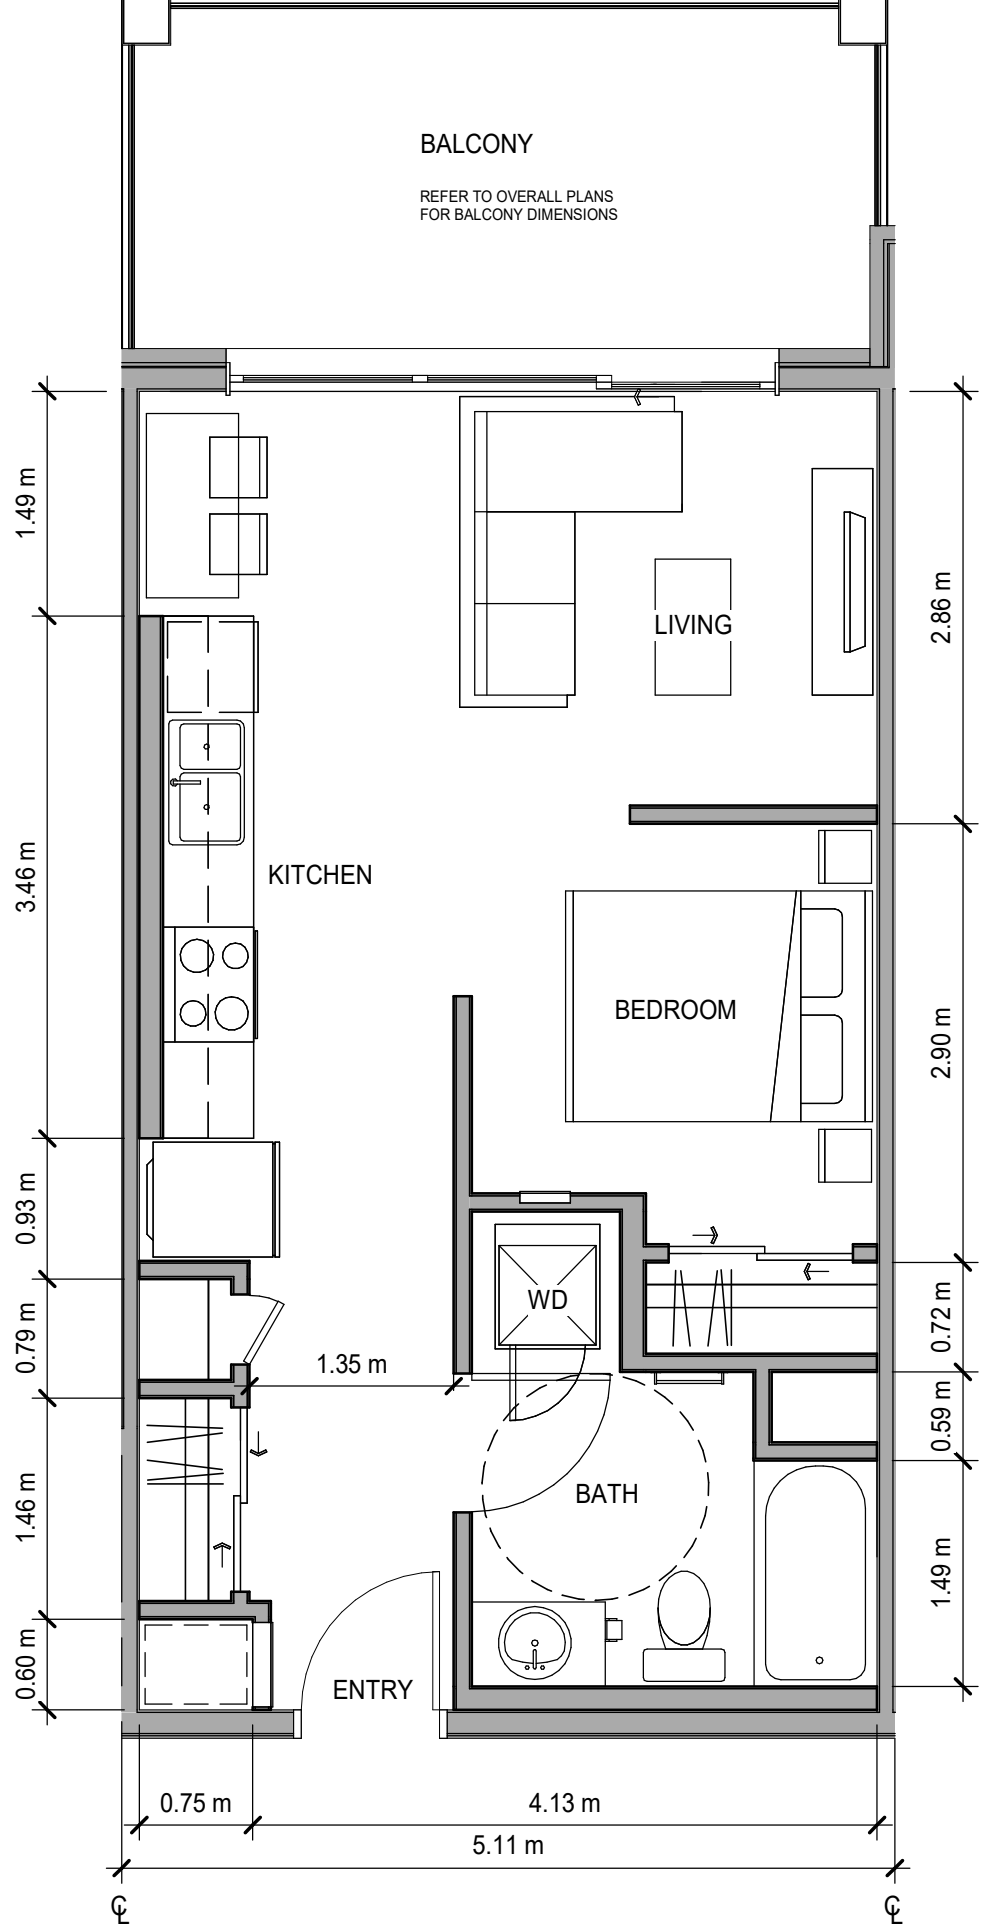 BALCONY
REFER TO OVERALL PLANS
FOR BALCONY DIMENSIONS
1.49 m
2.86 m
LIVING
3.46 m
KITCHEN
BEDROOM
2.90 m
0.93 m
WD
0.79 m
0.72 m
1.35 m
0.59 m
BATH
1.46 m
1.49 m
0.60 m
ENTRY
0.75 m
4.13 m
5.11 m
℄
℄